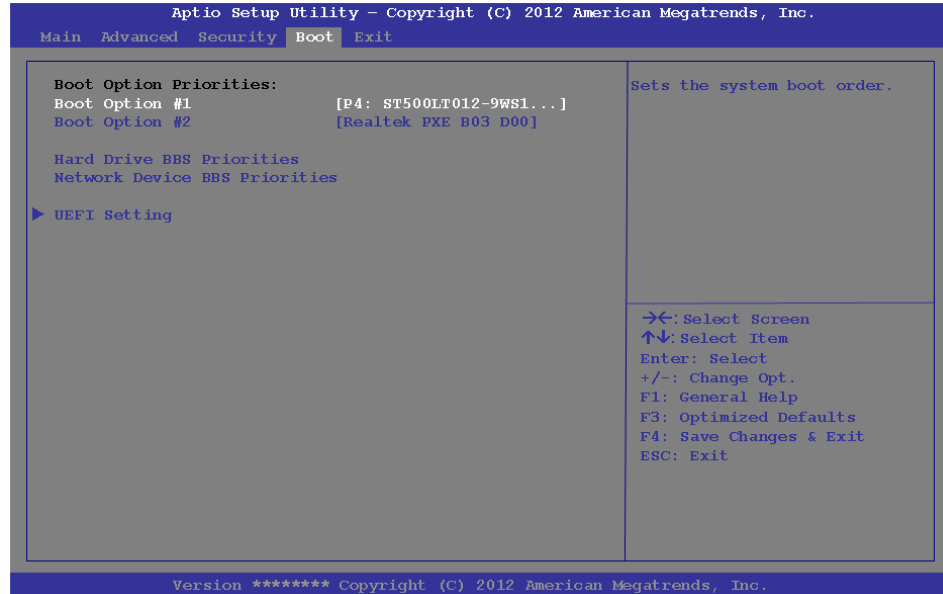 Aptio Setup Utility – Copyright (C) 2012 American Megatrends, Inc.
Main Advanced Security Boot Exit
Boot Option Priorities:
Boot Option #1 [P4: ST500LT012-9WS1...]
Boot Option #2 [Realtek PXE B03 D00]
Hard Drive BBS Priorities
Network Device BBS Priorities
▶ UEFI Setting
Sets the system boot order.
→←:Select Screen
↑↓:Select Item
Enter: Select
+/-: Change Opt.
F1: General Help
F3: Optimized Defaults
F4: Save Changes & Exit
ESC: Exit
Version ******** Copyright (C) 2012 American Megatrends, Inc.